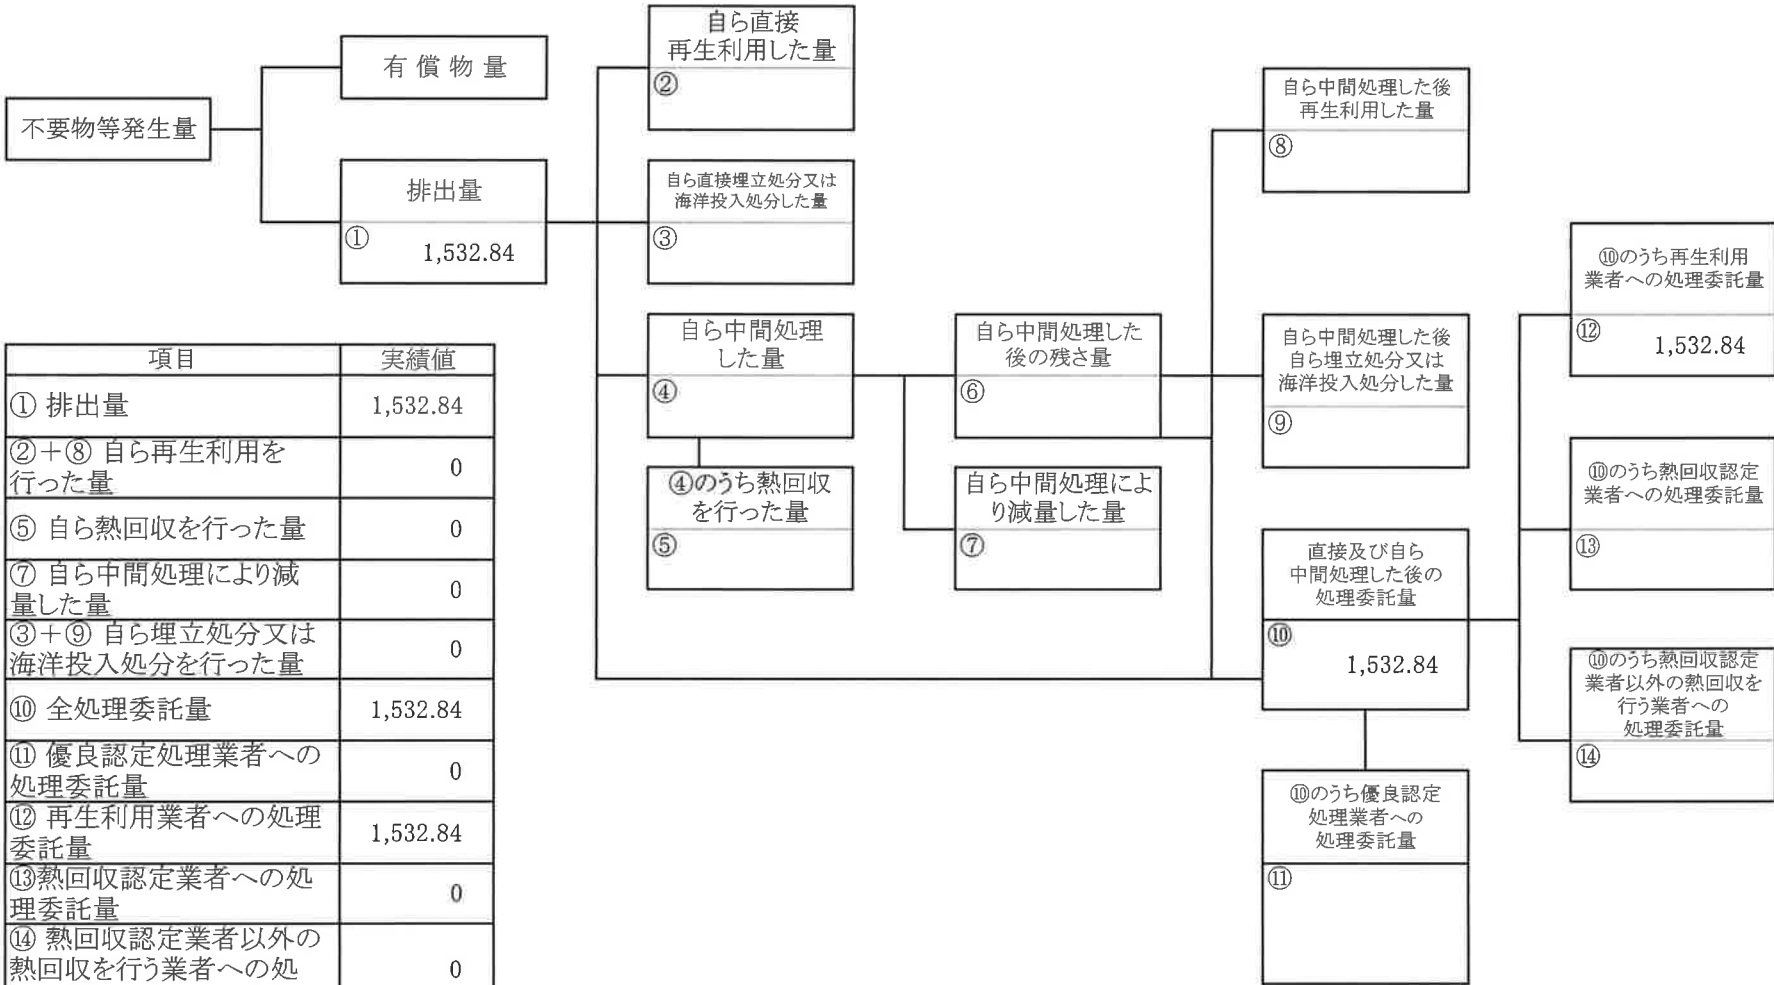 不要物等発生量
有償物量
排出量
①
1,532.84
自ら直接
再生利用した量
②
自ら直接埋立処分又は
海洋投入処分した量
③
自ら中間処理
した量
④
④のうち熱回収
を行った量
⑤
自ら中間処理した
後の残さ量
⑥
自ら中間処理によ
り減量した量
⑦
自ら中間処理した後
再生利用した量
⑧
自ら中間処理した後
自ら埋立処分又は
海洋投入処分した量
⑨
直接及び自ら
中間処理した後の
処理委託量
⑩
1,532.84
⑩のうち優良認定
処理業者への
処理委託量
⑪
⑩のうち再生利用
業者への処理委託量
⑫
1,532.84
⑩のうち熱回収認定
業者への処理委託量
⑬
⑩のうち熱回収認定
業者以外の熱回収を
行う業者への
処理委託量
⑭
項目 実績値
① 排出量 1,532.84
②＋⑧ 自ら再生利用を
行った量 0
⑤ 自ら熱回収を行った量 0
⑦ 自ら中間処理により減
量した量 0
③＋⑨ 自ら埋立処分又は
海洋投入処分を行った量 0
⑩ 全処理委託量 1,532.84
⑪ 優良認定処理業者への
処理委託量 0
⑫ 再生利用業者への処理
委託量 1,532.84
⑬熱回収認定業者への処
理委託量 0
⑭ 熱回収認定業者以外の
熱回収を行う業者への処 0